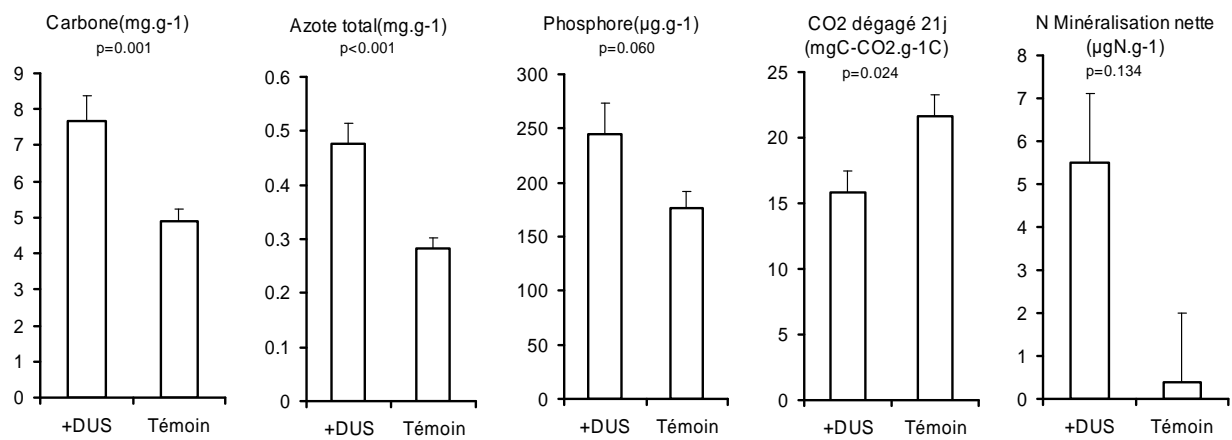 Carbone(mg.g-1)
p=0.001
9
8
7
6
5
4
3
2
1
0
+DUS Témoin
Azote total(mg.g-1)
p<0.001
0.6
0.5
0.4
0.3
0.2
0.1
0
+DUS Témoin
Phosphore(µg.g-1)
p=0.060
300
250
200
150
100
50
0
+DUS Témoin
CO2 dégagé 21j
(mgC-CO2.g-1C)
p=0.024
25
20
15
10
5
0
+DUS Témoin
N Minéralisation nette
(µgN.g-1)
p=0.134
8
7
6
5
4
3
2
1
0
+DUS Témoin